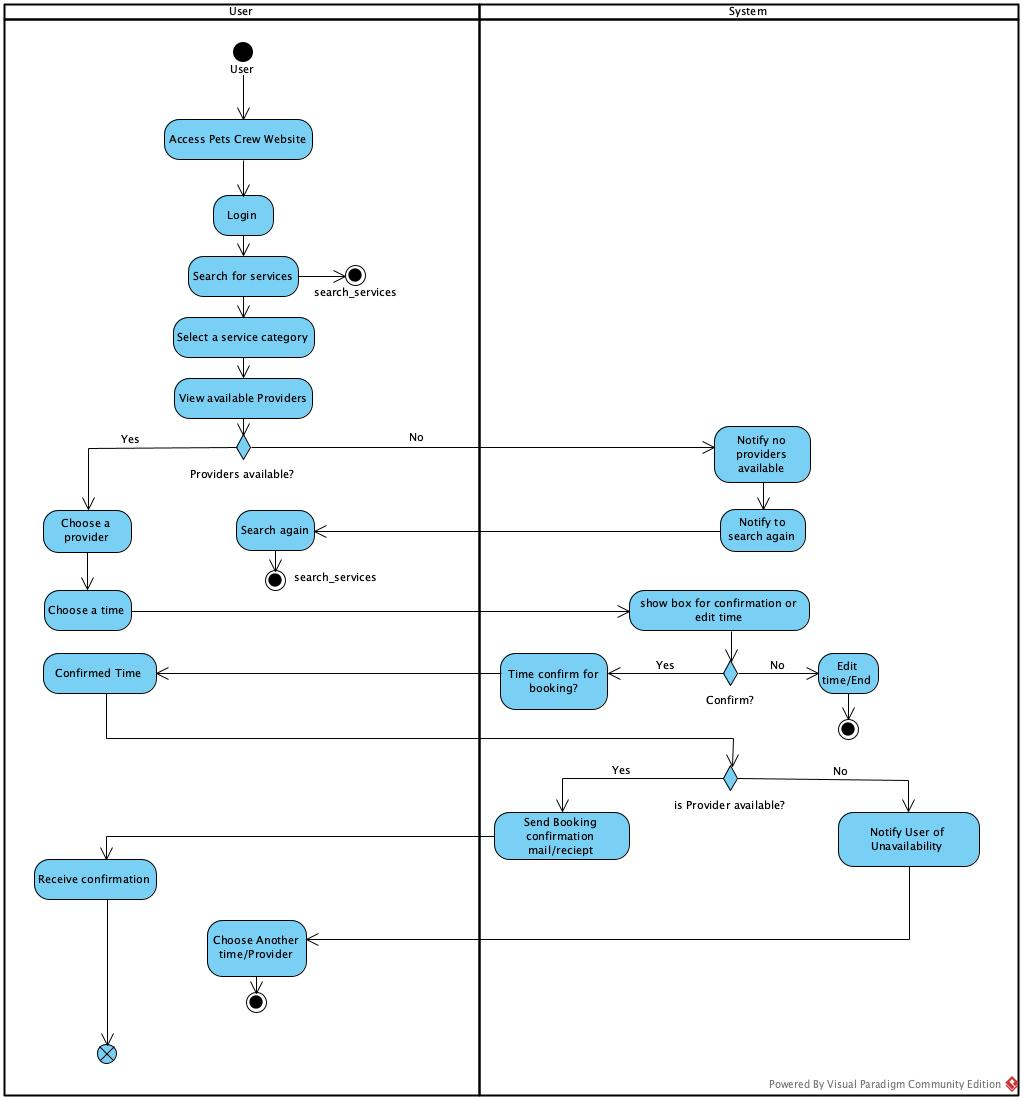 User
System
User
Access Pets Crew Website
Login
Search for services
search_services
Select a service category
View available Providers
Yes
No
Providers available?
Notify no
providers
available
Choose a
provider
Search again
Notify to
search again
search_services
Choose a time
show box for confirmation or
edit time
Confirmed Time
Time confirm for
booking?
Yes
No
Confirm?
Edit
time/End
Yes
No
is Provider available?
Send Booking
confirmation
mail/reciept
Notify User of
Unavailability
Receive confirmation
Choose Another
time/Provider
Powered By Visual Paradigm Community Edition